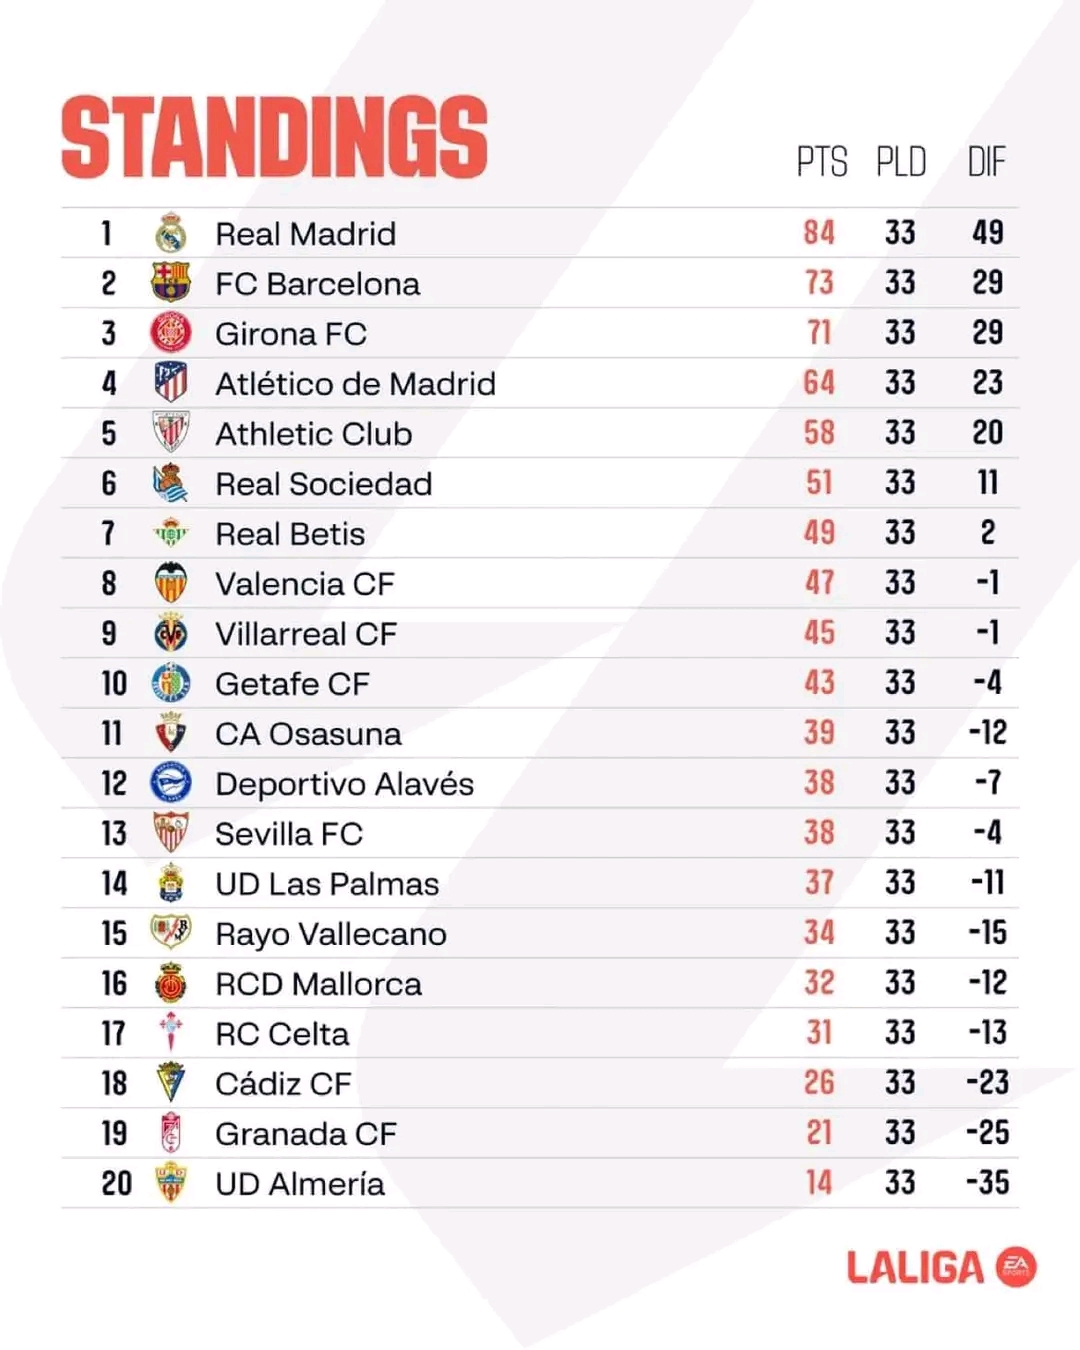 STANDINGS
PTS PLD DIF
1 Real Madrid 84 33 49
2 FC Barcelona 73 33 29
3 Girona FC 71 33 29
4 Atlético de Madrid 64 33 23
5 Athletic Club 58 33 20
6 Real Sociedad 51 33 11
7 Real Betis 49 33 2
8 Valencia CF 47 33 -1
9 Villarreal CF 45 33 -1
10 Getafe CF 43 33 -4
11 CA Osasuna 39 33 -12
12 Deportivo Alavés 38 33 -7
13 Sevilla FC 38 33 -4
14 UD Las Palmas 37 33 -11
15 Rayo Vallecano 34 33 -15
16 RCD Mallorca 32 33 -12
17 RC Celta 31 33 -13
18 Cádiz CF 26 33 -23
19 Granada CF 21 33 -25
20 UD Almería 14 33 -35
LALIGA EA SPORTS